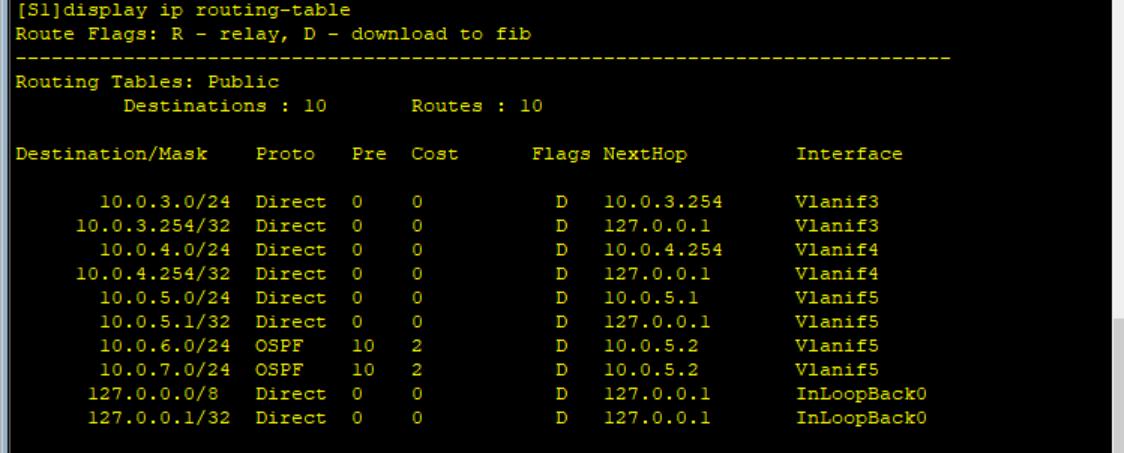 [S1]display ip routing-table
Route Flags: R - relay, D - download to fib
------------------------------------------------------------------------------
Routing Tables: Public
         Destinations : 10       Routes : 10

Destination/Mask    Proto   Pre  Cost      Flags NextHop         Interface

       10.0.3.0/24  Direct  0    0           D   10.0.3.254      Vlanif3
     10.0.3.254/32  Direct  0    0           D   127.0.0.1       Vlanif3
       10.0.4.0/24  Direct  0    0           D   10.0.4.254      Vlanif4
     10.0.4.254/32  Direct  0    0           D   127.0.0.1       Vlanif4
       10.0.5.0/24  Direct  0    0           D   10.0.5.1        Vlanif5
       10.0.5.1/32  Direct  0    0           D   127.0.0.1       Vlanif5
       10.0.6.0/24  OSPF    10   2           D   10.0.5.2        Vlanif5
       10.0.7.0/24  OSPF    10   2           D   10.0.5.2        Vlanif5
      127.0.0.0/8   Direct  0    0           D   127.0.0.1       InLoopBack0
      127.0.0.1/32  Direct  0    0           D   127.0.0.1       InLoopBack0